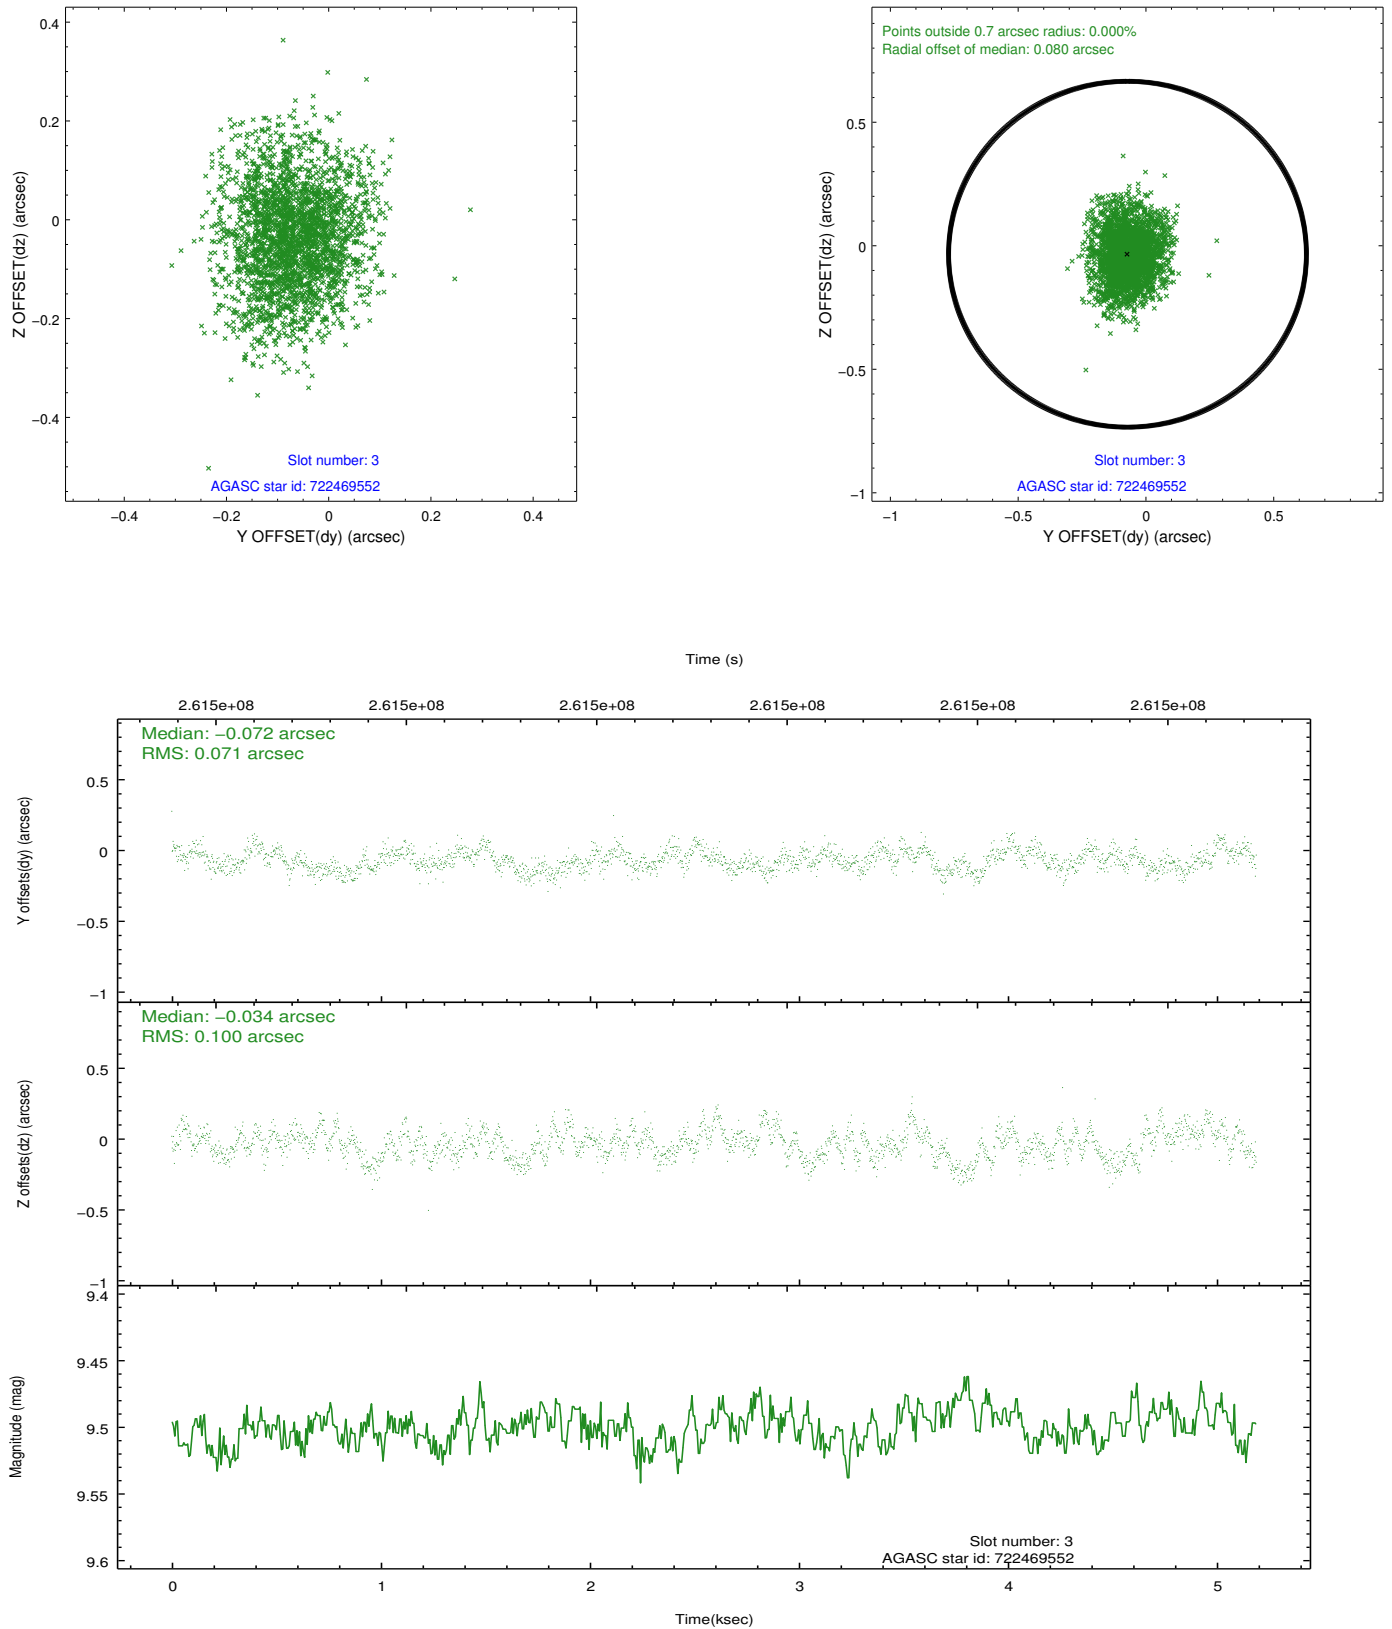 0.4
0.2
0
−0.2
−0.4
Z OFFSET(dz) (arcsec)
Slot number: 3
AGASC star id: 722469552
−0.4
−0.2
0
0.2
0.4
Y OFFSET(dy) (arcsec)
Points outside 0.7 arcsec radius: 0.000%
Radial offset of median: 0.080 arcsec
0.5
0
−0.5
−1
Z OFFSET(dz) (arcsec)
Slot number: 3
AGASC star id: 722469552
−1
−0.5
0
0.5
Y OFFSET(dy) (arcsec)
Time (s)
2.615e+08
2.615e+08
2.615e+08
2.615e+08
2.615e+08
2.615e+08
Median: −0.072 arcsec
RMS: 0.071 arcsec
0.5
0
−0.5
−1
Y offsets(dy) (arcsec)
Median: −0.034 arcsec
RMS: 0.100 arcsec
0.5
0
−0.5
−1
Z offsets(dz) (arcsec)
9.4
9.45
9.5
9.55
9.6
Magnitude (mag)
Slot number: 3
AGASC star id: 722469552
0
1
2
3
4
5
Time(ksec)